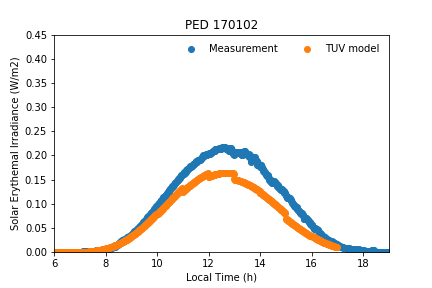 PED 170102
Measurement
TUV model
Solar Erythemal Irradiance (W/m2)
0.45
0.40
0.35
0.30
0.25
0.20
0.15
0.10
0.05
0.00
6 8 10 12 14 16 18
Local Time (h)